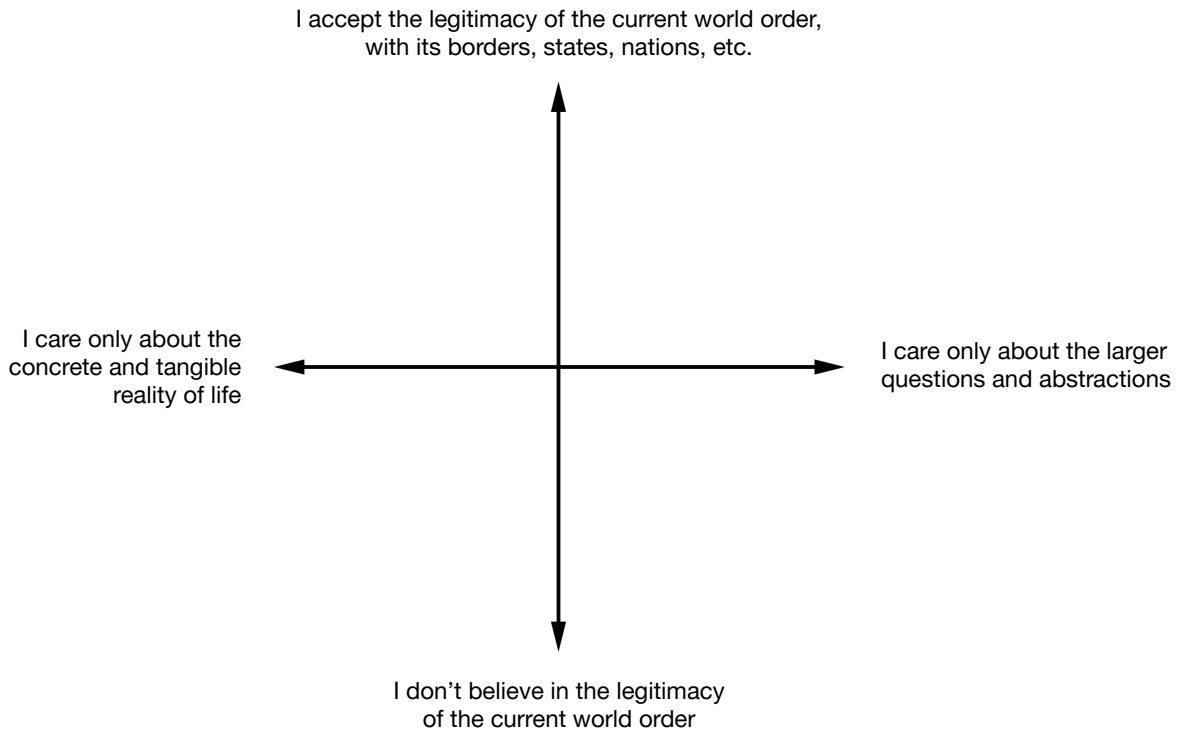 I accept the legitimacy of the current world order,
with its borders, states, nations, etc.
I care only about the
concrete and tangible
reality of life
I care only about the larger
questions and abstractions
I don’t believe in the legitimacy
of the current world order